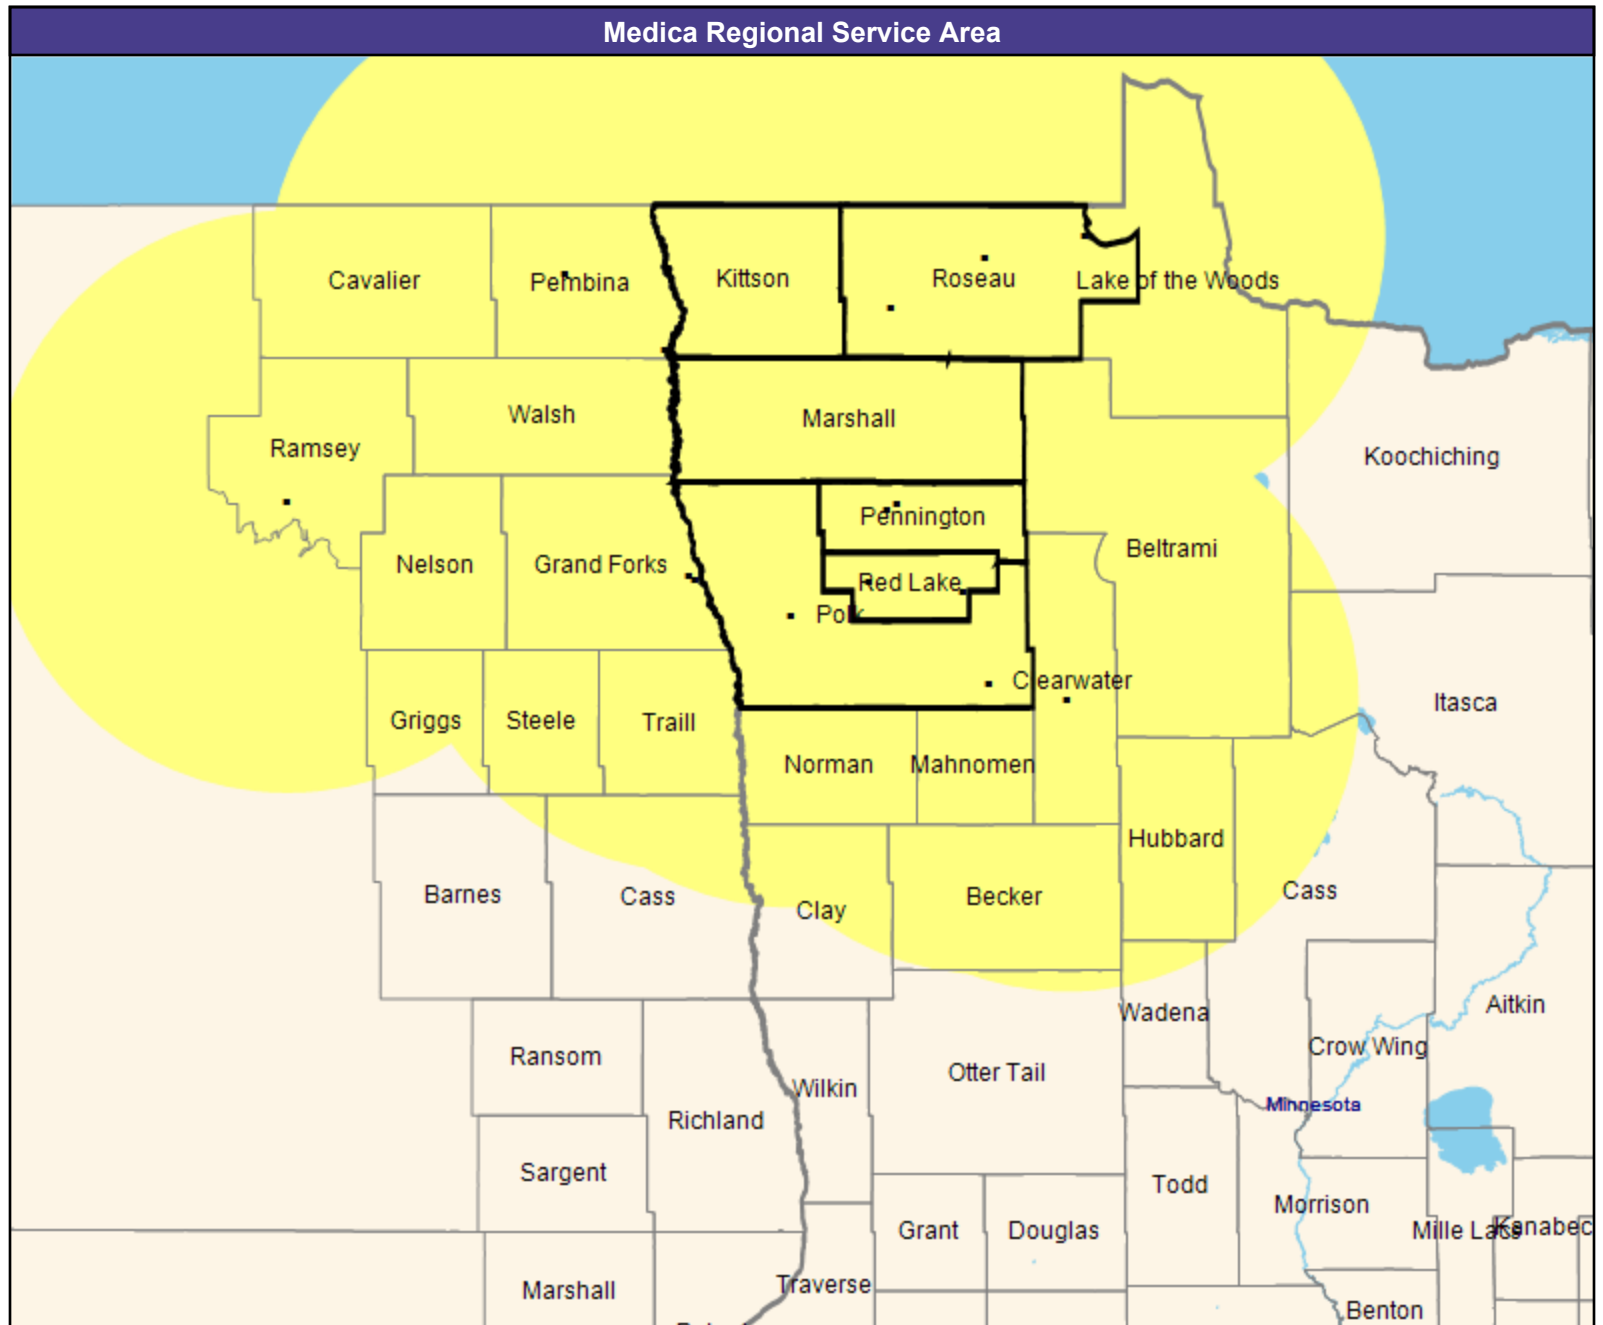 Medica Regional Service Area
Cavalier
Pembina
Kittson
Roseau
Lake of the Woods
Walsh
Marshall
Ramsey
Koochiching
Pennington
Beltrami
Nelson
Grand Forks
Red Lake
Polk
Clearwater
Itasca
Griggs
Steele
Traill
Norman
Mahnomen
Hubbard
Barnes
Cass
Clay
Becker
Cass
Aitkin
Wadena
Crow Wing
Ransom
Otter Tail
Wilkin
Minnesota
Richland
Sargent
Todd
Morrison
Grant
Douglas
Mille Lacs
Kanabec
Marshall
Traverse
Benton